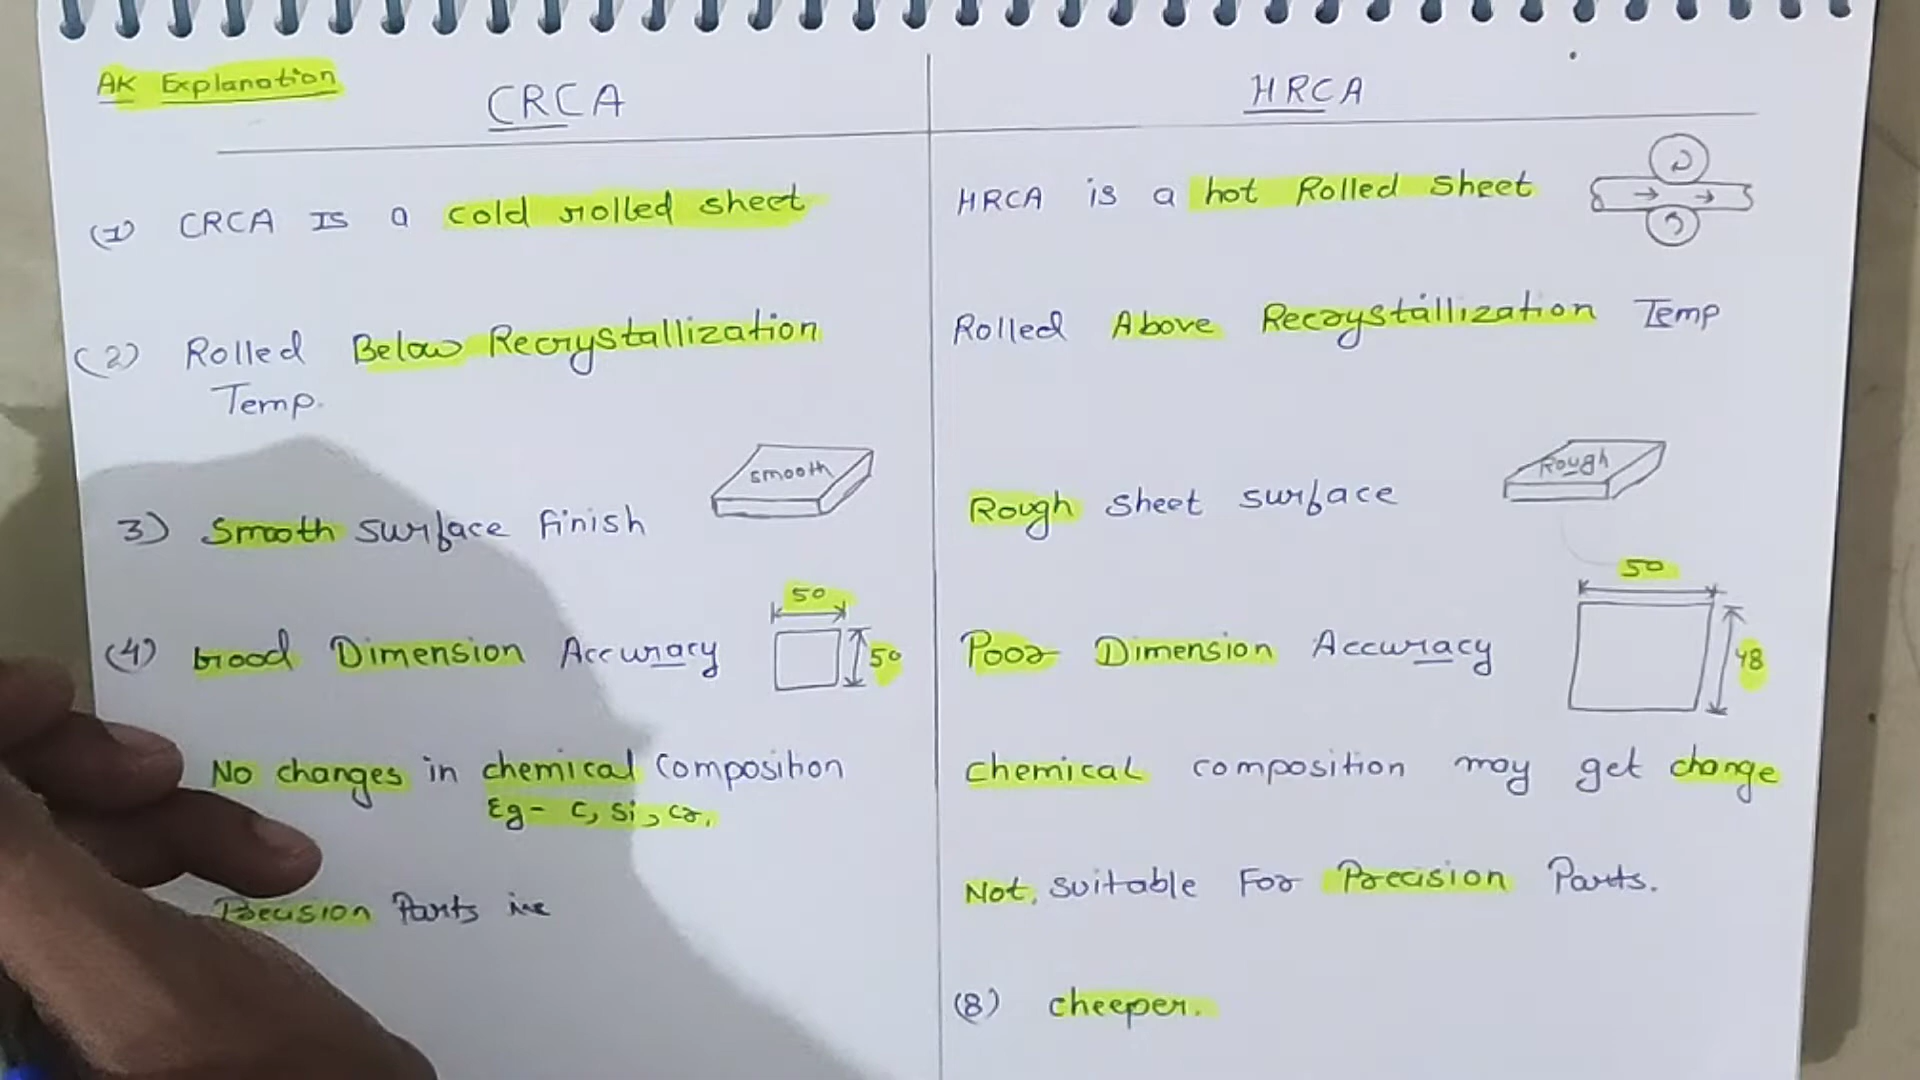 AK Explanation
CRCA
HRCA
(1) CRCA IS a cold rolled sheet
HRCA is a hot Rolled Sheet
(2) Rolled Below Recrystallization
Temp.
Rolled Above Recrystallization Temp
3) Smooth surface finish
smooth
Rough sheet surface
Rough
(4) Good Dimension Accuracy
50
50
Poor Dimension Accuracy
50
48
No changes in chemical composition
Eg- C, Si, Cr.
chemical composition may get change
Precision Parts
Not, suitable For Precision Parts.
(8) cheeper.